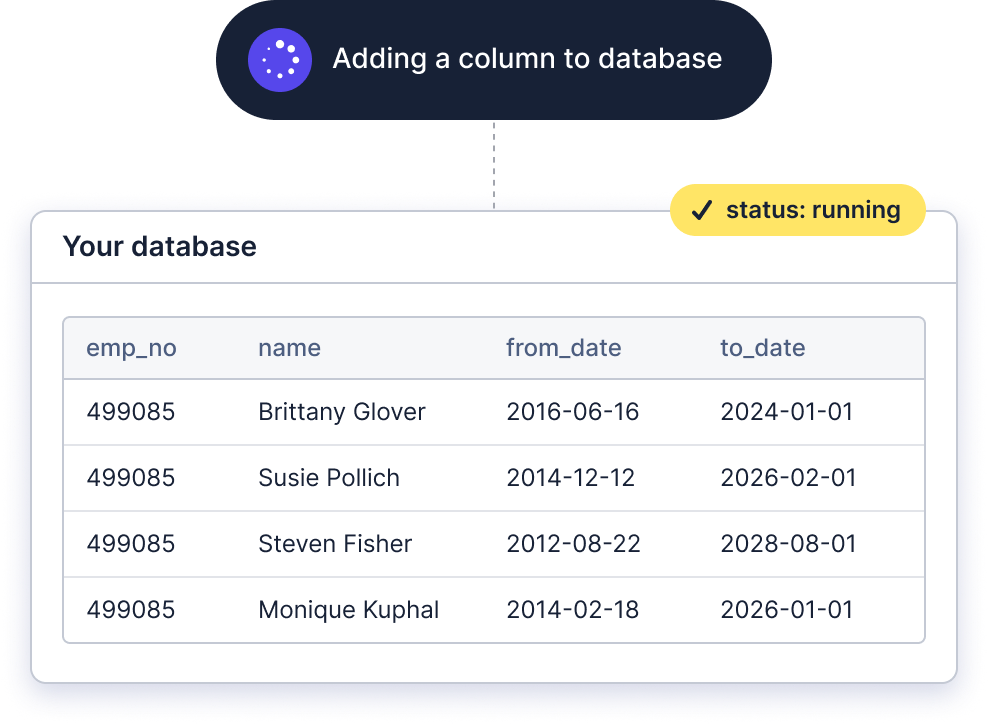 Adding a column to database
status: running
Your database
emp_no name from_date to_date
499085 Brittany Glover 2016-06-16 2024-01-01
499085 Susie Pollich 2014-12-12 2026-02-01
499085 Steven Fisher 2012-08-22 2028-08-01
499085 Monique Kuphal 2014-02-18 2026-01-01